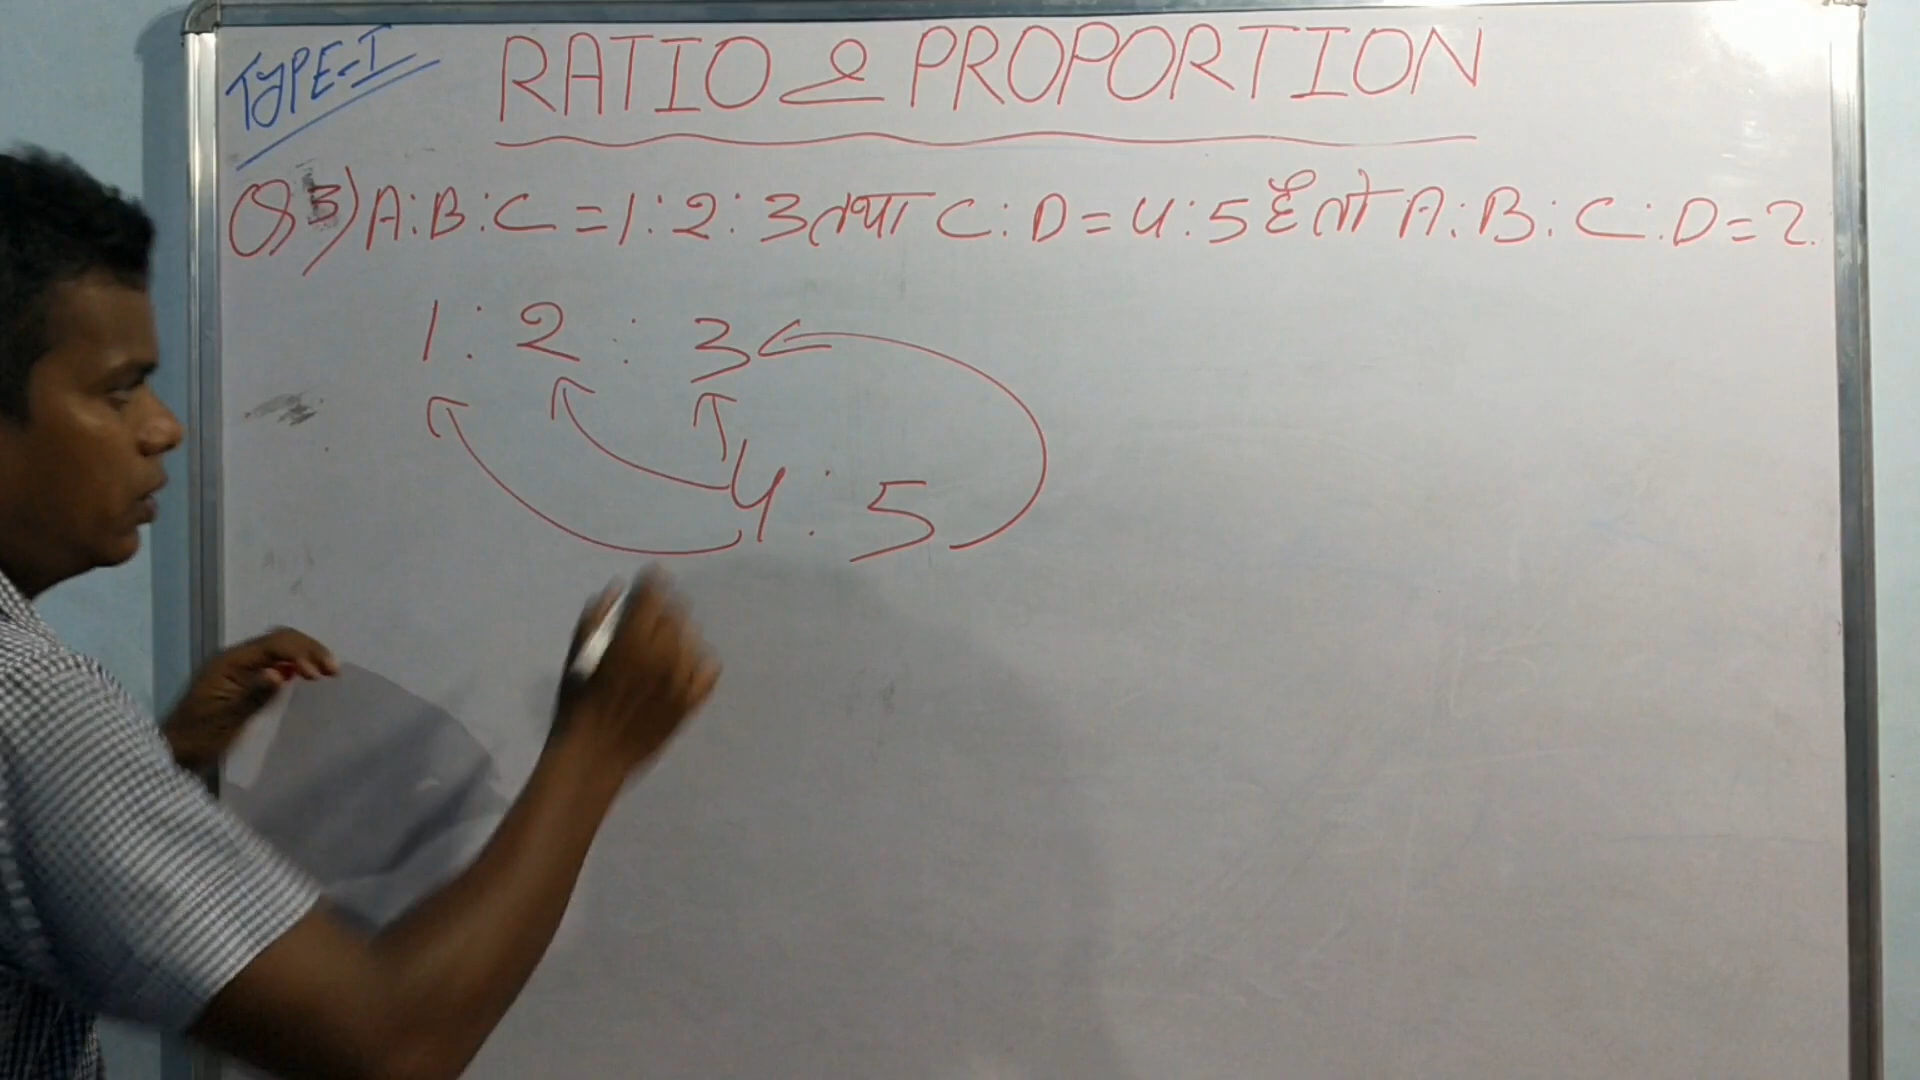 TYPE-I
RATIO & PROPORTION
Q3) A:B:C=1:2:3 तथा C:D=4:5 है तो A:B:C:D=?
1:2:3
4:5